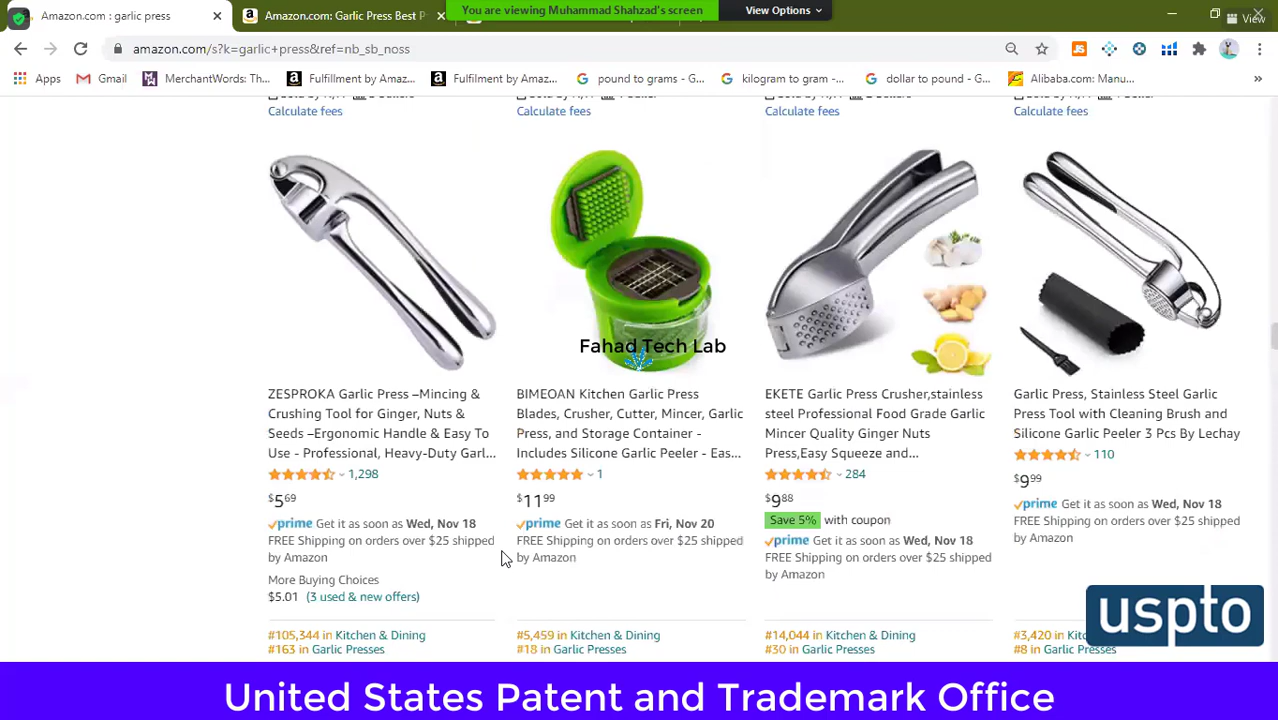 You are viewing Muhammad Shahzad's screen
View Options
View
Amazon.com : garlic press
Amazon.com: Garlic Press Best P
amazon.com/s?k=garlic+press&ref=nb_sb_noss
Apps
Gmail
MerchantWords: Th...
Fulfillment by Amaz...
Fulfilment by Amaz...
pound to grams - G...
kilogram to gram -...
dollar to pound - G...
Alibaba.com: Manu...
Calculate fees
Calculate fees
Calculate fees
Calculate fees
Fahad Tech Lab
ZESPROKA Garlic Press –Mincing &
Crushing Tool for Ginger, Nuts &
Seeds –Ergonomic Handle & Easy To
Use - Professional, Heavy-Duty Garl...
1,298
$5.69
prime Get it as soon as Wed, Nov 18
FREE Shipping on orders over $25 shipped
by Amazon
More Buying Choices
$5.01 (3 used & new offers)
#105,344 in Kitchen & Dining
#163 in Garlic Presses
BIMEOAN Kitchen Garlic Press
Blades, Crusher, Cutter, Mincer, Garlic
Press, and Storage Container -
Includes Silicone Garlic Peeler - Eas...
1
$11.99
prime Get it as soon as Fri, Nov 20
FREE Shipping on orders over $25 shipped
by Amazon
#5,459 in Kitchen & Dining
#18 in Garlic Presses
EKETE Garlic Press Crusher,stainless
steel Professional Food Grade Garlic
Mincer Quality Ginger Nuts
Press,Easy Squeeze and...
284
$9.88
Save 5% with coupon
prime Get it as soon as Wed, Nov 18
FREE Shipping on orders over $25 shipped
by Amazon
#14,044 in Kitchen & Dining
#30 in Garlic Presses
Garlic Press, Stainless Steel Garlic
Press Tool with Cleaning Brush and
Silicone Garlic Peeler 3 Pcs By Lechay
110
$9.99
prime Get it as soon as Wed, Nov 18
FREE Shipping on orders over $25 shipped
by Amazon
#3,420 in
#8 in Garlic Presses
uspto
United States Patent and Trademark Office